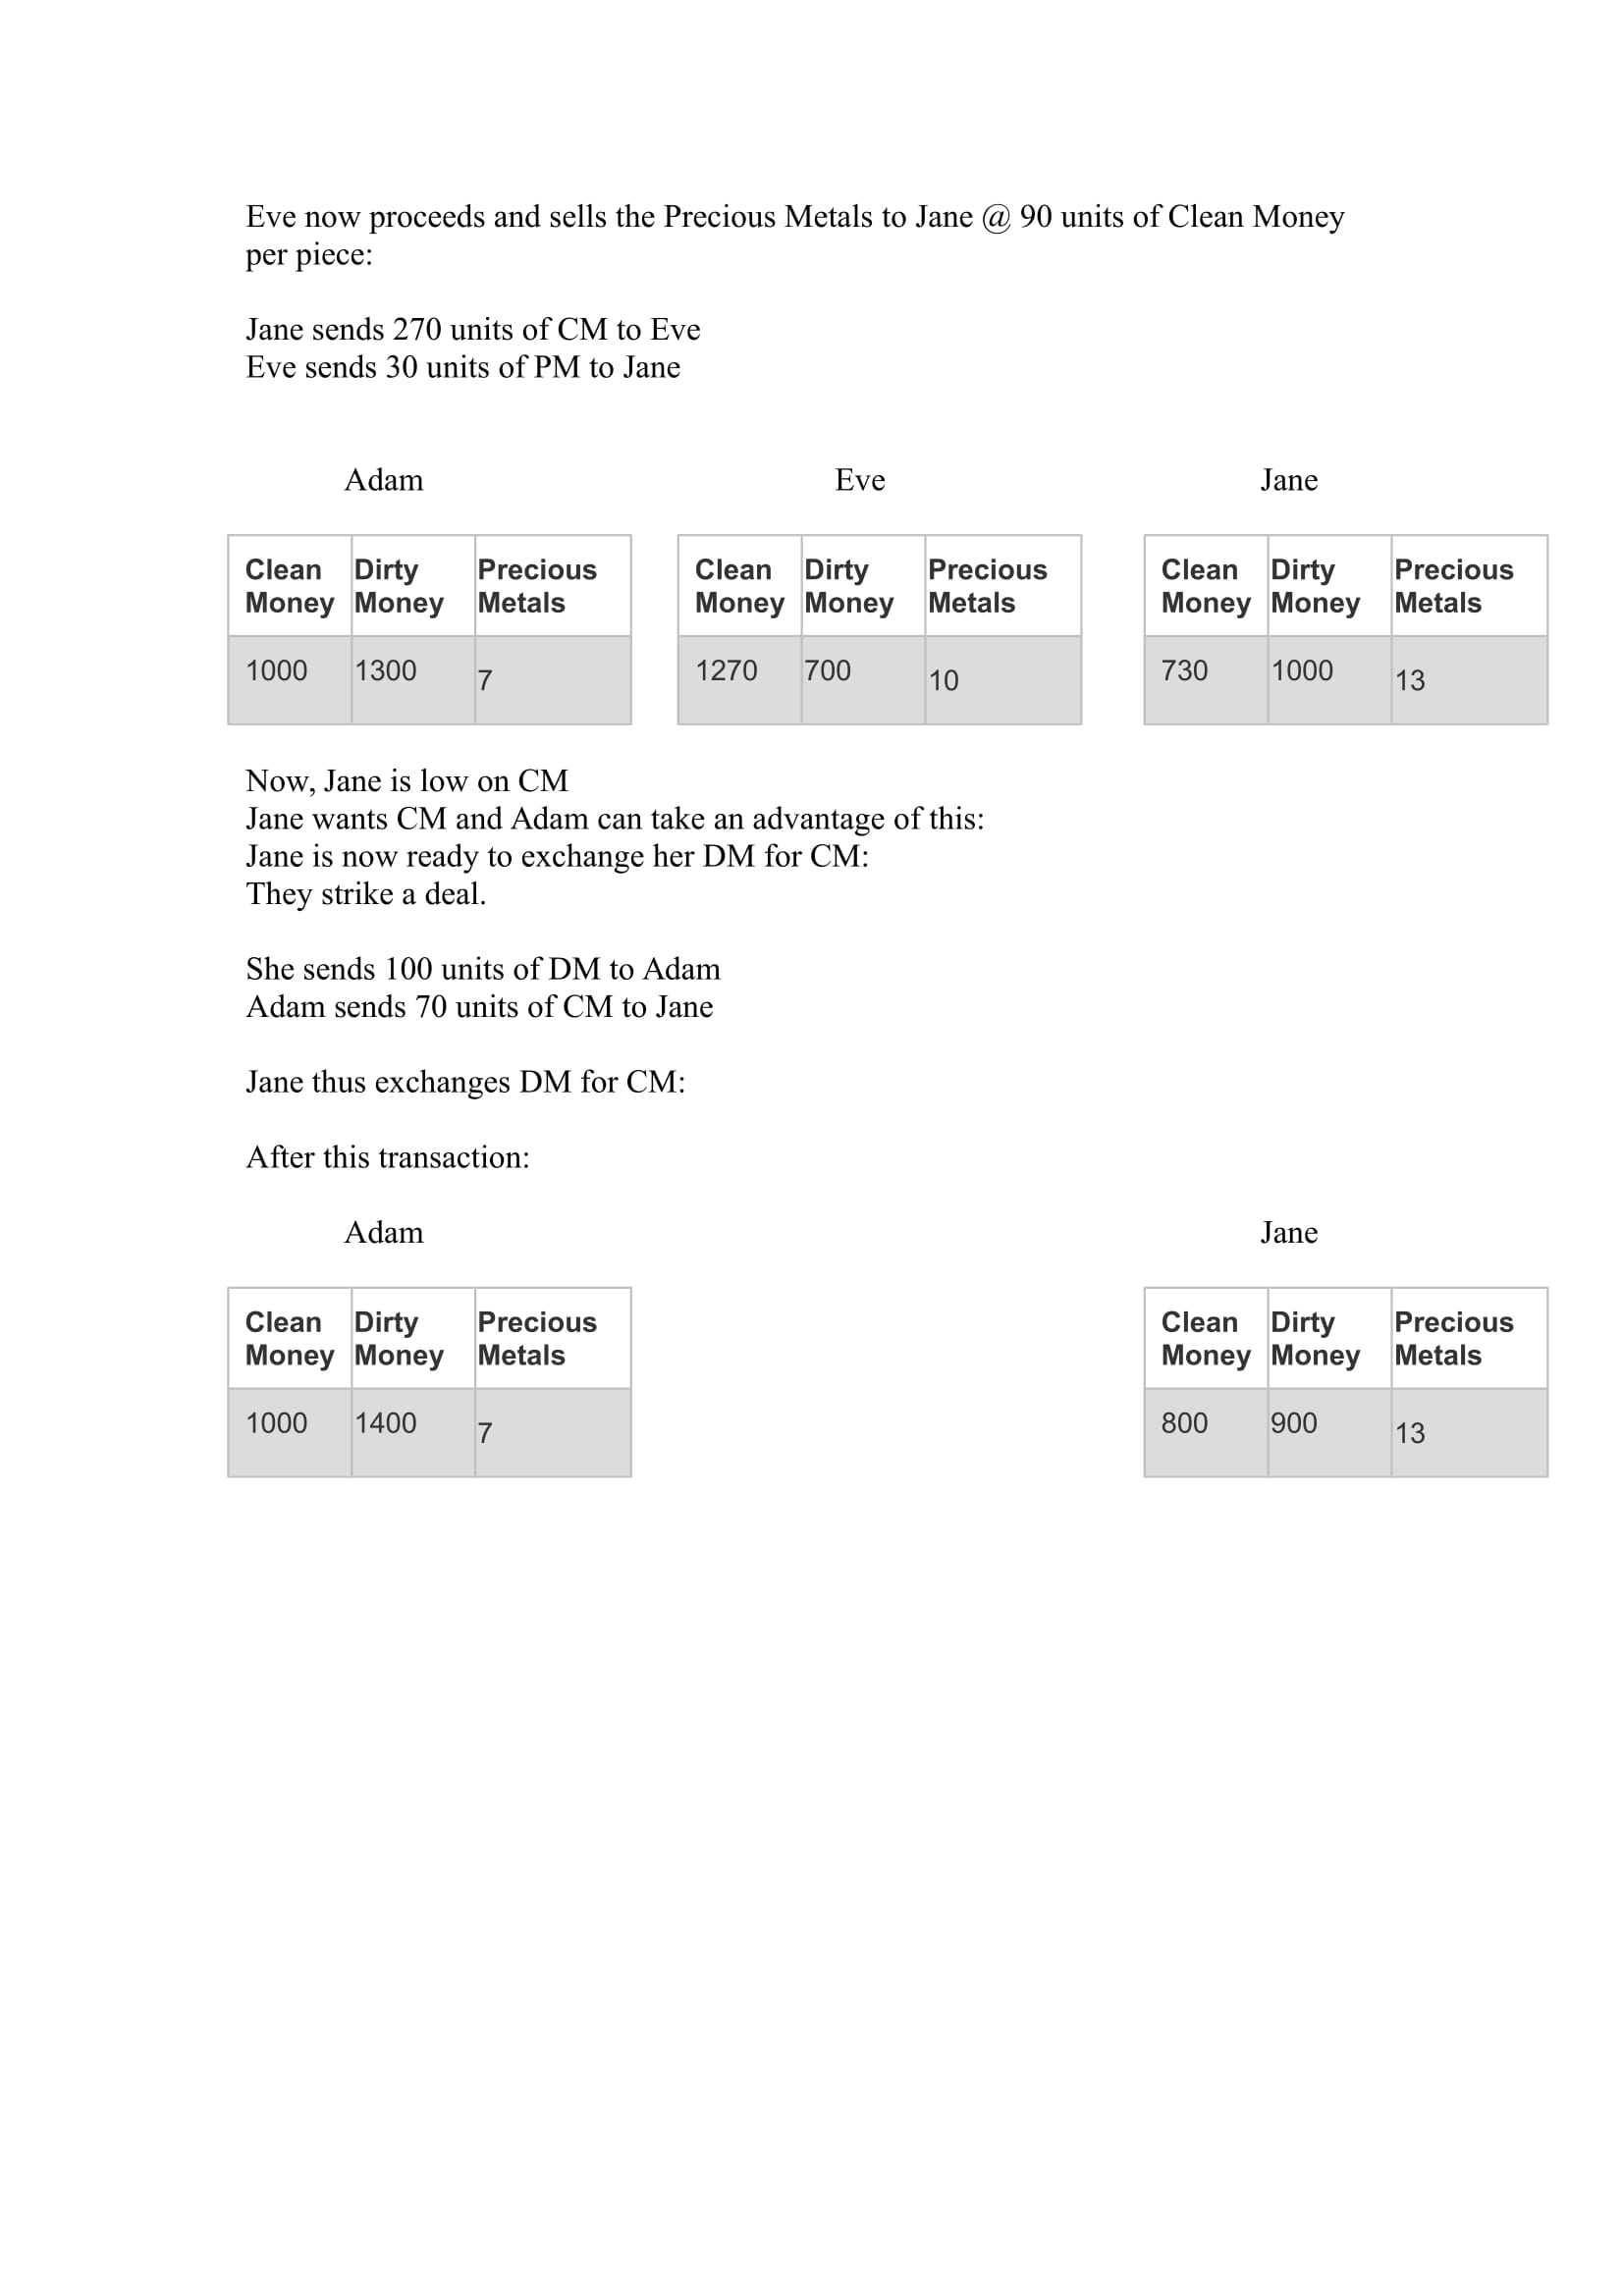 Eve now proceeds and sells the Precious Metals to Jane @ 90 units of Clean Money
per piece:
Jane sends 270 units of CM to Eve
Eve sends 30 units of PM to Jane
Adam Eve Jane
Clean Dirty Precious Clean Dirty Precious Clean Dirty Precious
Money Money Metals Money Money Metals Money Money Metals
1000 1300 7 1270 700 10 730 1000 13
Now, Jane is low on CM
Jane wants CM and Adam can take an advantage of this:
Jane is now ready to exchange her DM for CM:
They strike a deal.
She sends 100 units of DM to Adam
Adam sends 70 units of CM to Jane
Jane thus exchanges DM for CM:
After this transaction:
Adam Jane
Clean Dirty Precious Clean Dirty Precious
Money Money Metals Money Money Metals
1000 1400 7 800 900 13